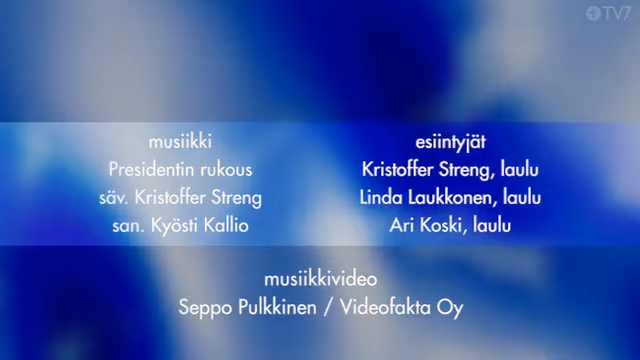 TV7
musiikki
Presidentin rukous
säv. Kristoffer Streng
san. Kyösti Kallio
esiintyjät
Kristoffer Streng, laulu
Linda Laukkonen, laulu
Ari Koski, laulu
musiikkivideo
Seppo Pulkkinen / Videofakta Oy